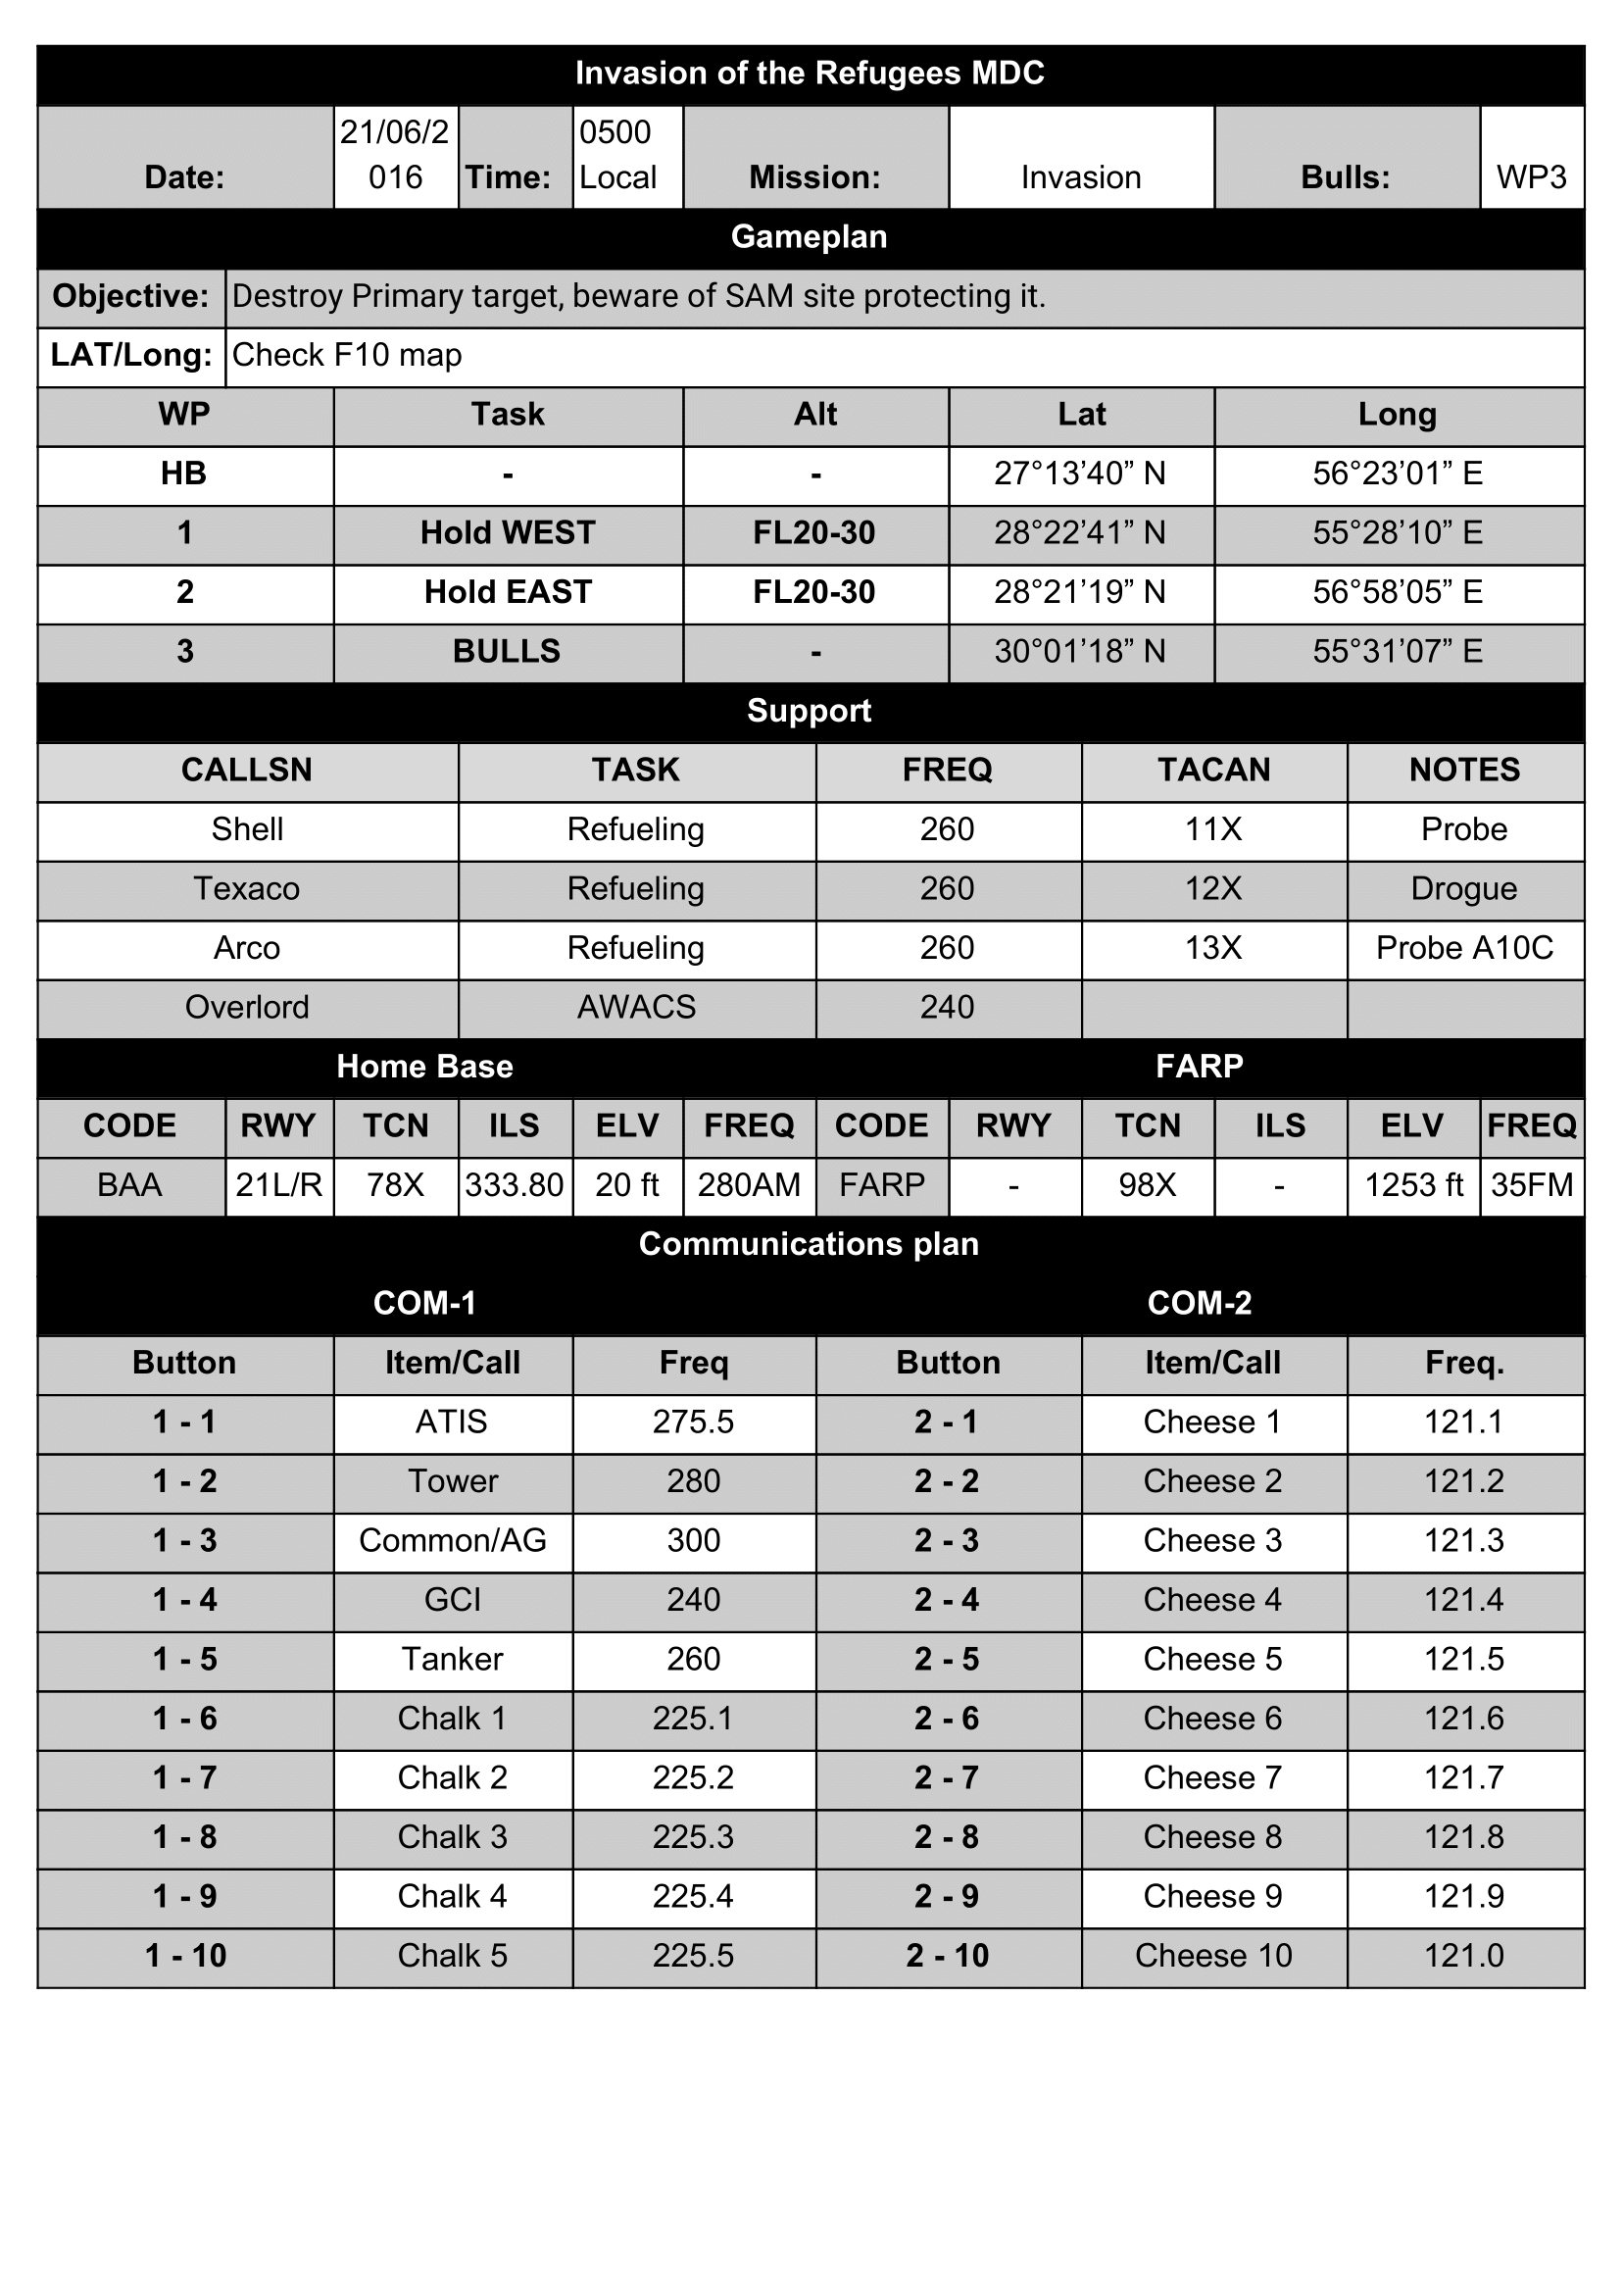 Invasion of the Refugees MDC
Date: 21/06/2016 Time: 0500 Local Mission: Invasion Bulls: WP3
Gameplan
Objective: Destroy Primary target, beware of SAM site protecting it.
LAT/Long: Check F10 map
WP Task Alt Lat Long
HB - - 27°13’40” N 56°23’01” E
1 Hold WEST FL20-30 28°22’41” N 55°28’10” E
2 Hold EAST FL20-30 28°21’19” N 56°58’05” E
3 BULLS - 30°01’18” N 55°31’07” E
Support
CALLSN TASK FREQ TACAN NOTES
Shell Refueling 260 11X Probe
Texaco Refueling 260 12X Drogue
Arco Refueling 260 13X Probe A10C
Overlord AWACS 240
Home Base FARP
CODE RWY TCN ILS ELV FREQ CODE RWY TCN ILS ELV FREQ
BAA 21L/R 78X 333.80 20 ft 280AM FARP - 98X - 1253 ft 35FM
Communications plan
COM-1 COM-2
Button Item/Call Freq Button Item/Call Freq.
1 - 1 ATIS 275.5 2 - 1 Cheese 1 121.1
1 - 2 Tower 280 2 - 2 Cheese 2 121.2
1 - 3 Common/AG 300 2 - 3 Cheese 3 121.3
1 - 4 GCI 240 2 - 4 Cheese 4 121.4
1 - 5 Tanker 260 2 - 5 Cheese 5 121.5
1 - 6 Chalk 1 225.1 2 - 6 Cheese 6 121.6
1 - 7 Chalk 2 225.2 2 - 7 Cheese 7 121.7
1 - 8 Chalk 3 225.3 2 - 8 Cheese 8 121.8
1 - 9 Chalk 4 225.4 2 - 9 Cheese 9 121.9
1 - 10 Chalk 5 225.5 2 - 10 Cheese 10 121.0